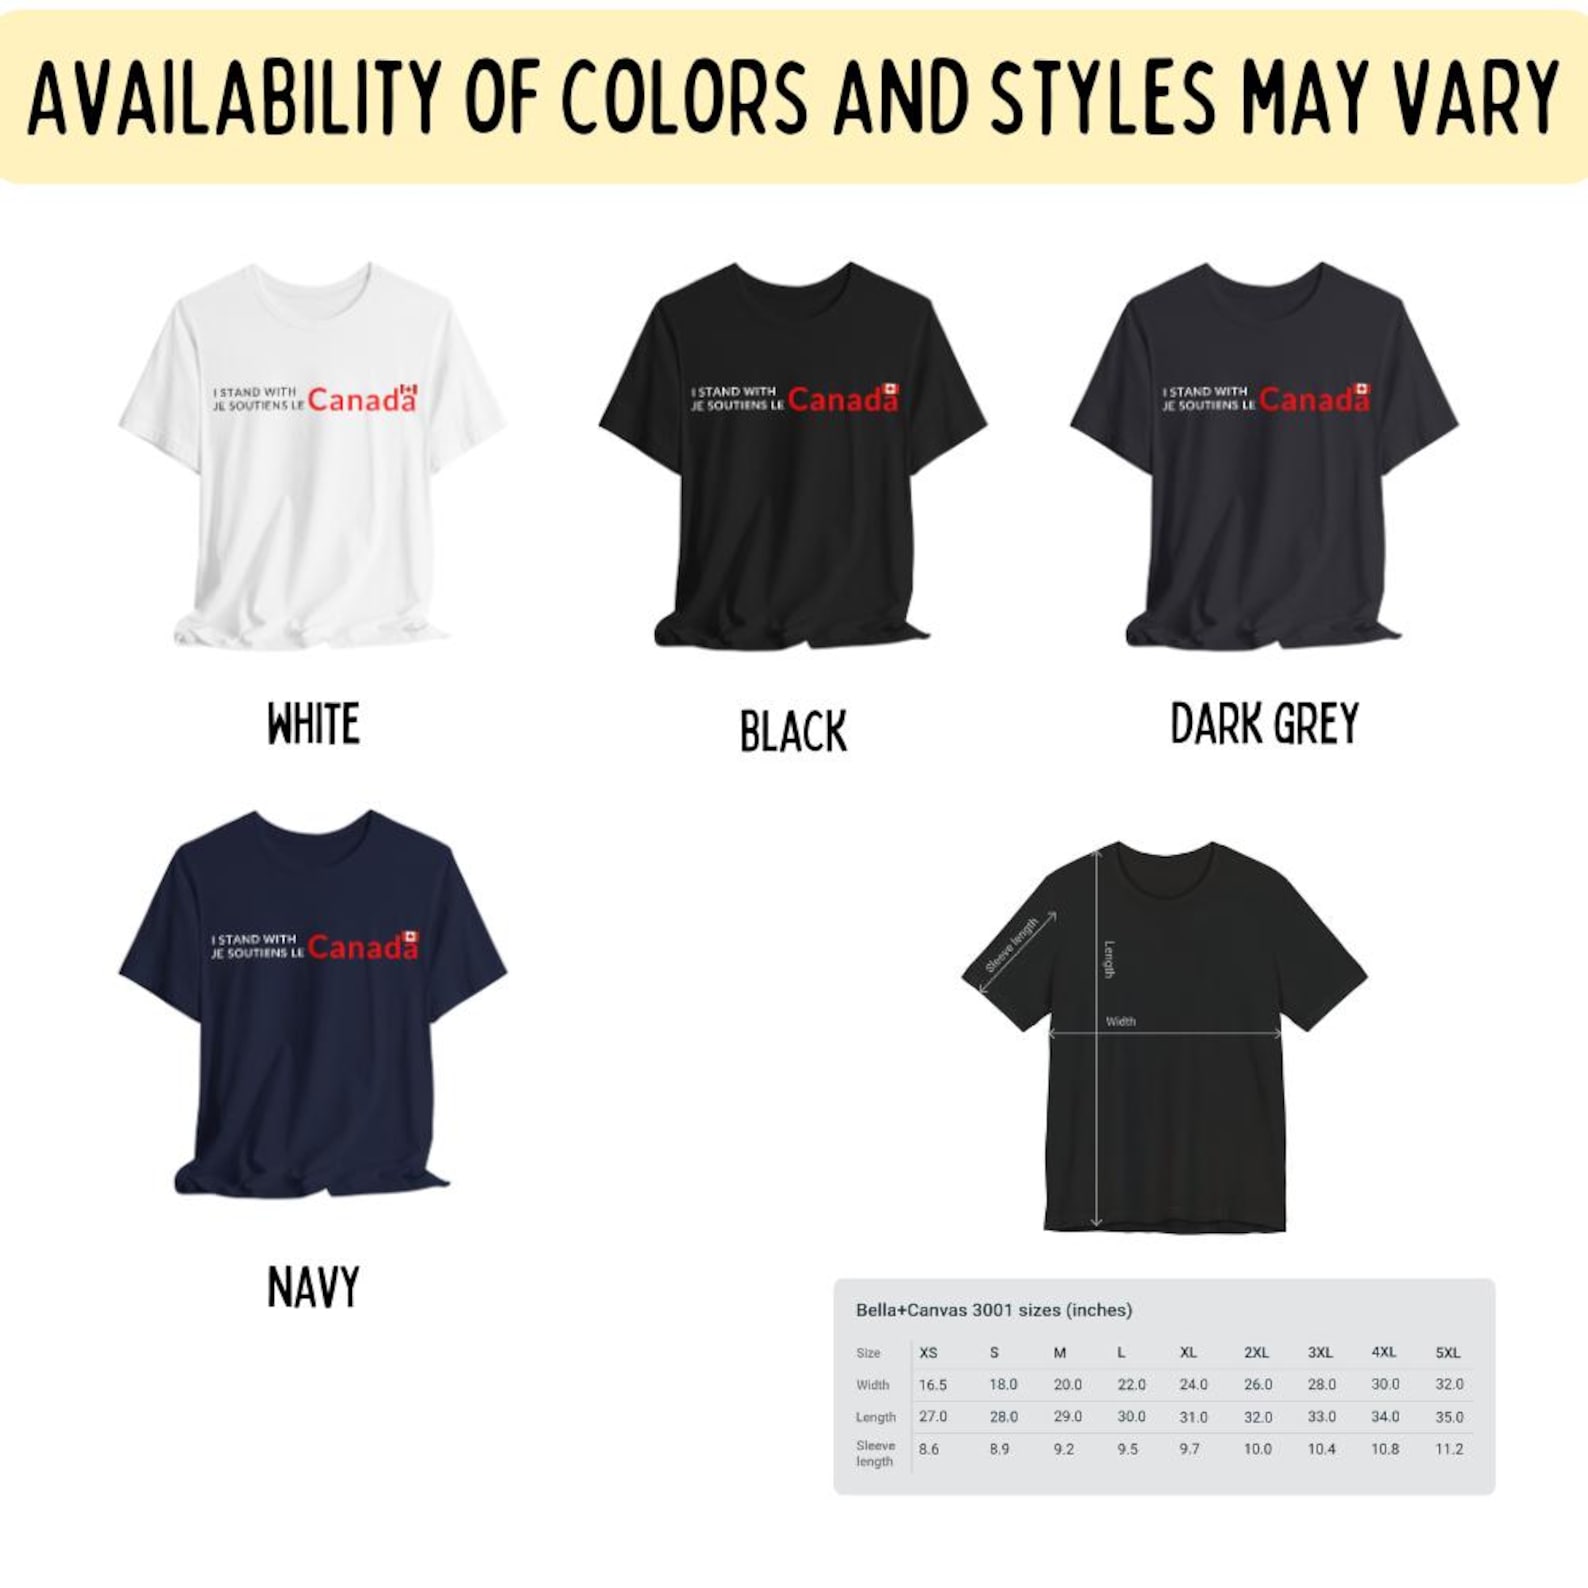 AVAILABILITY OF COLORS AND STYLES MAY VARY
I STAND WITH
JE SOUTIENS LE Canada
I STAND WITH
JE SOUTIENS LE Canada
I STAND WITH
JE SOUTIENS LE Canada
WHITE
BLACK
DARK GREY
I STAND WITH
JE SOUTIENS LE Canada
NAVY
Sleeve length
Length
Width
Bella+Canvas 3001 sizes (inches)
Size XS S M L XL 2XL 3XL 4XL 5XL
Width 16.5 18.0 20.0 22.0 24.0 26.0 28.0 30.0 32.0
Length 27.0 28.0 29.0 30.0 31.0 32.0 33.0 34.0 35.0
Sleeve length 8.6 8.9 9.2 9.5 9.7 10.0 10.4 10.8 11.2